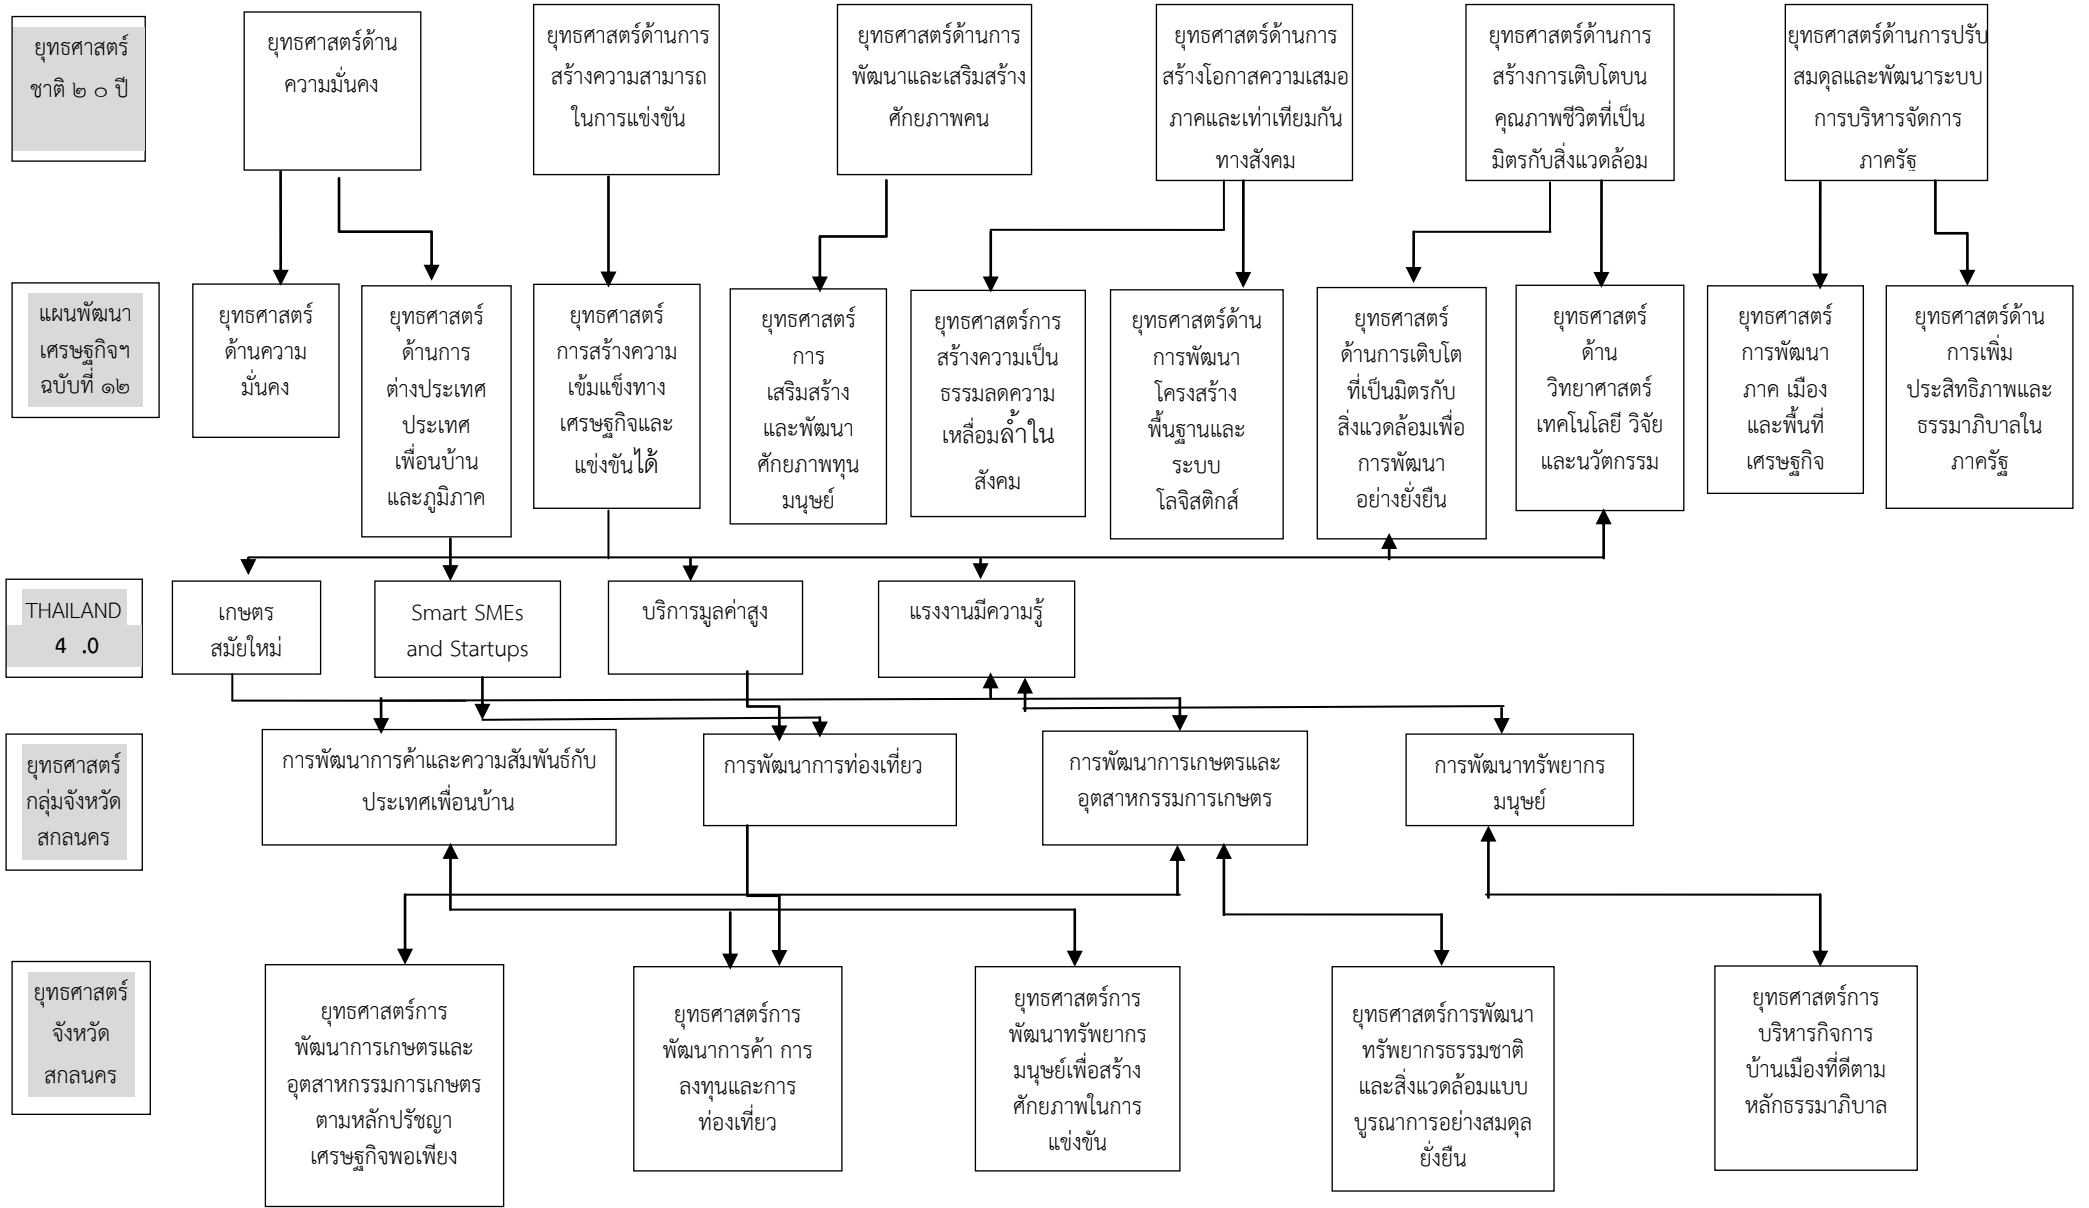 ยุทธศาสตร์
ชาติ ๒ ๐ ปี
ยุทธศาสตร์ด้าน
ความมั่นคง
ยุทธศาสตร์ด้านการ
สร้างความสามารถ
ในการแข่งขัน
ยุทธศาสตร์ด้านการ
พัฒนาและเสริมสร้าง
ศักยภาพคน
ยุทธศาสตร์ด้านการ
สร้างโอกาสความเสมอ
ภาคและเท่าเทียมกัน
ทางสังคม
ยุทธศาสตร์ด้านการ
สร้างการเติบโตบน
คุณภาพชีวิตที่เป็น
มิตรกับสิ่งแวดล้อม
ยุทธศาสตร์ด้านการปรับ
สมดุลและพัฒนาระบบ
การบริหารจัดการ
ภาครัฐ
แผนพัฒนา
เศรษฐกิจฯ
ฉบับที่ ๑๒
ยุทธศาสตร์
ด้านความ
มั่นคง
ยุทธศาสตร์
ด้านการ
ต่างประเทศ
ประเทศ
เพื่อนบ้าน
และภูมิภาค
ยุทธศาสตร์
การสร้างความ
เข้มแข็งทาง
เศรษฐกิจและ
แข่งขันได้
ยุทธศาสตร์
การ
เสริมสร้าง
และพัฒนา
ศักยภาพทุน
มนุษย์
ยุทธศาสตร์การ
สร้างความเป็น
ธรรมลดความ
เหลื่อมล้ำใน
สังคม
ยุทธศาสตร์ด้าน
การพัฒนา
โครงสร้าง
พื้นฐานและ
ระบบ
โลจิสติกส์
ยุทธศาสตร์
ด้านการเติบโต
ที่เป็นมิตรกับ
สิ่งแวดล้อมเพื่อ
การพัฒนา
อย่างยั่งยืน
ยุทธศาสตร์
ด้าน
วิทยาศาสตร์
เทคโนโลยี วิจัย
และนวัตกรรม
ยุทธศาสตร์
การพัฒนา
ภาค เมือง
และพื้นที่
เศรษฐกิจ
ยุทธศาสตร์ด้าน
การเพิ่ม
ประสิทธิภาพและ
ธรรมาภิบาลใน
ภาครัฐ
THAILAND
4 .0
เกษตร
สมัยใหม่
Smart SMEs
and Startups
บริการมูลค่าสูง
แรงงานมีความรู้
ยุทธศาสตร์
กลุ่มจังหวัด
สกลนคร
การพัฒนาการค้าและความสัมพันธ์กับ
ประเทศเพื่อนบ้าน
การพัฒนาการท่องเที่ยว
การพัฒนาการเกษตรและ
อุตสาหกรรมการเกษตร
การพัฒนาทรัพยากร
มนุษย์
ยุทธศาสตร์
จังหวัด
สกลนคร
ยุทธศาสตร์การ
พัฒนาการเกษตรและ
อุตสาหกรรมการเกษตร
ตามหลักปรัชญา
เศรษฐกิจพอเพียง
ยุทธศาสตร์การ
พัฒนาการค้า การ
ลงทุนและการ
ท่องเที่ยว
ยุทธศาสตร์การ
พัฒนาทรัพยากร
มนุษย์เพื่อสร้าง
ศักยภาพในการ
แข่งขัน
ยุทธศาสตร์การพัฒนา
ทรัพยากรธรรมชาติ
และสิ่งแวดล้อมแบบ
บูรณาการอย่างสมดุล
ยั่งยืน
ยุทธศาสตร์การ
บริหารกิจการ
บ้านเมืองที่ดีตาม
หลักธรรมาภิบาล